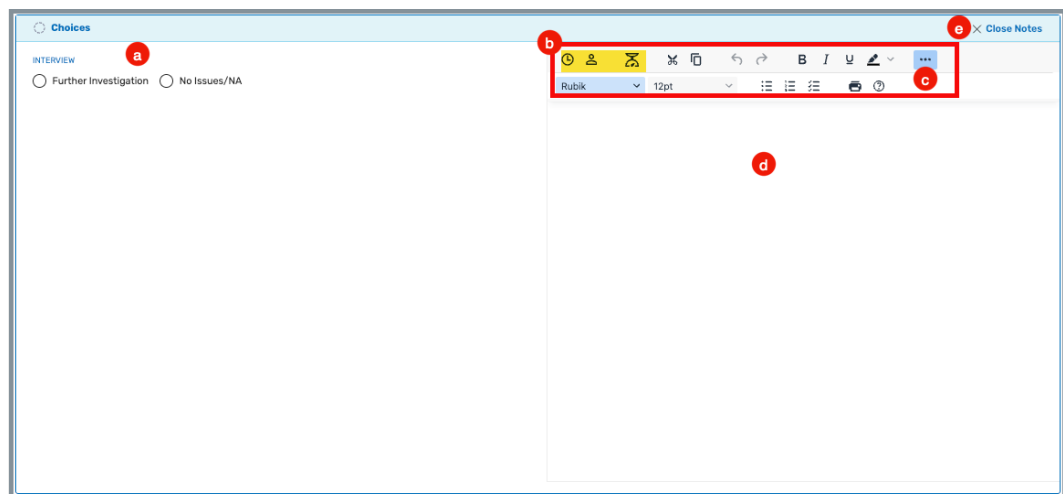 Choices
e
Close Notes
a
b
INTERVIEW
Further Investigation
No Issues/NA
B I U
c
Rubik
12pt
d